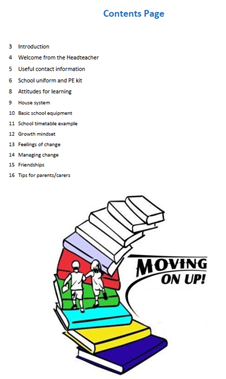 Contents Page
3 Introduction
4 Welcome from the Headteacher
5 Useful contact information
6 School uniform and PE kit
8 Attitudes for learning
9 House system
10 Basic school equipment
11 School timetable example
12 Growth mindset
13 Feelings of change
14 Managing change
15 Friendships
16 Tips for parents/carers
MOVING
ON UP!